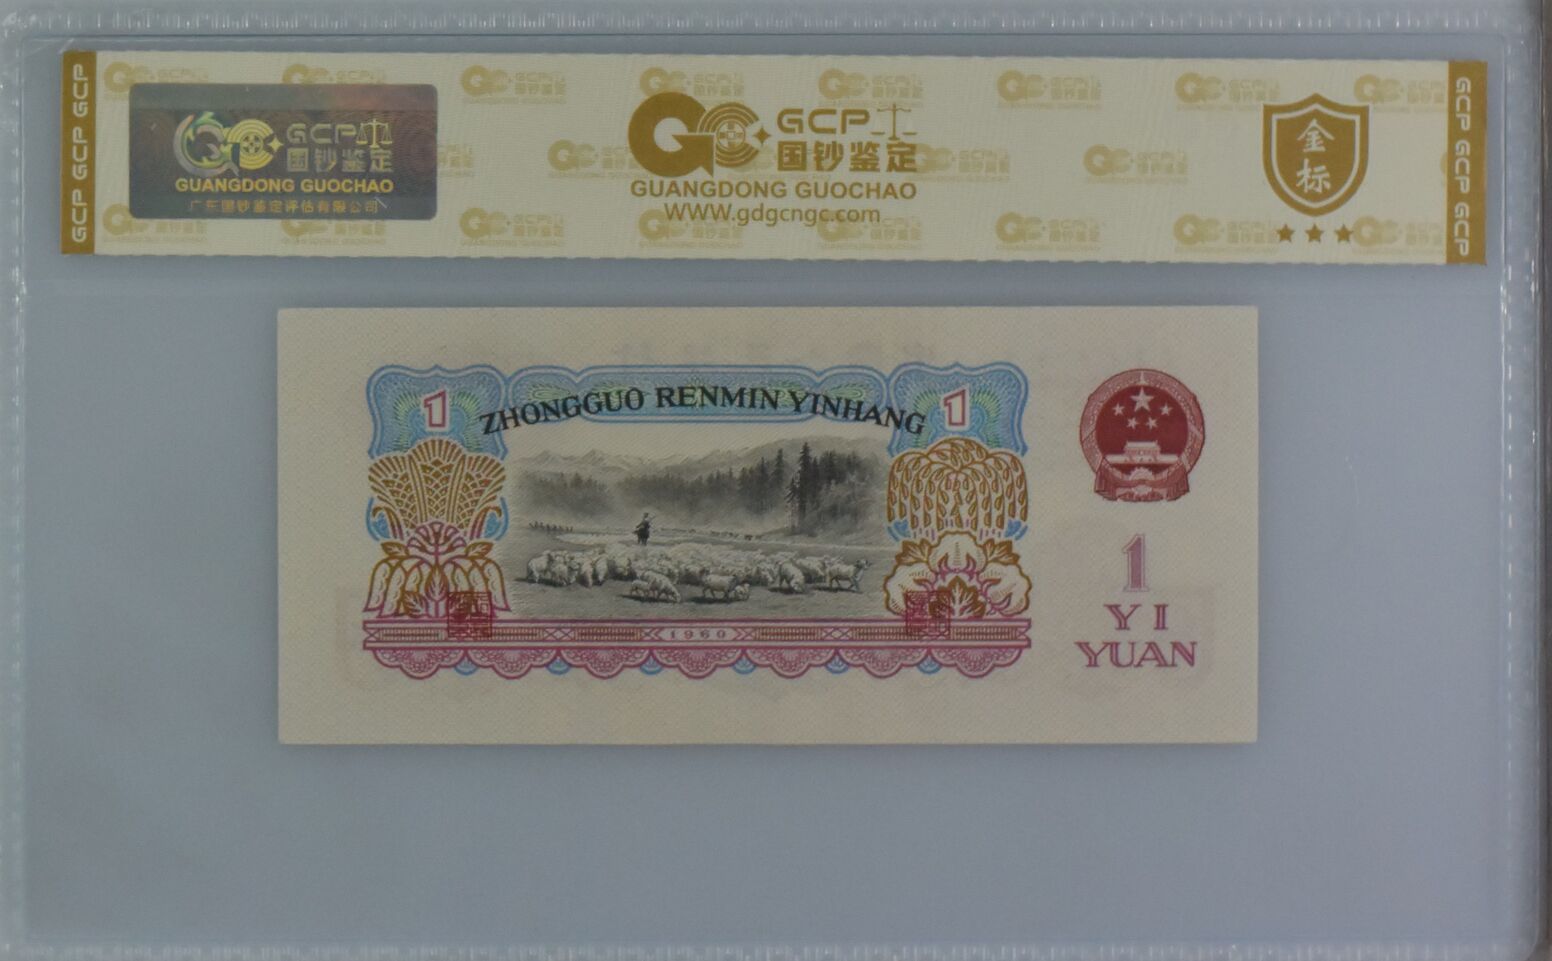 GCP GCP GCP
GCP
国钞鉴定
GUANGDONG GUOCHAO
广东国钞鉴定评估有限公司
GCP
国钞鉴定
GUANGDONG GUOCHAO
WWW.gdgcngc.com
金标
GCP GCP GCP
1
ZHONGGUO RENMIN YINHANG
1
1960
1
YI
YUAN